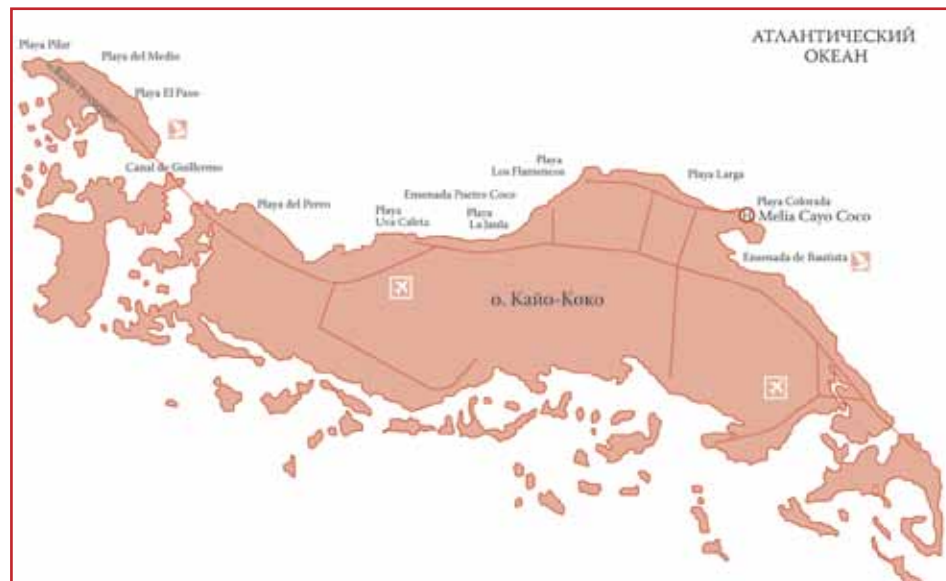 АТЛАНТИЧЕСКИЙ
ОКЕАН
Playa Pilar
Playa del Medio
Playa El Paso
Canal de Guillermo
Playa del Perro
Ensenada Puetro Coco
Playa
Uva Caleta
Playa
La Jaula
Playa
Los Flamencos
Playa Larga
Playa Colorada
Melia Cayo Coco
Ensenada de Bautista
о. Кайо-Коко